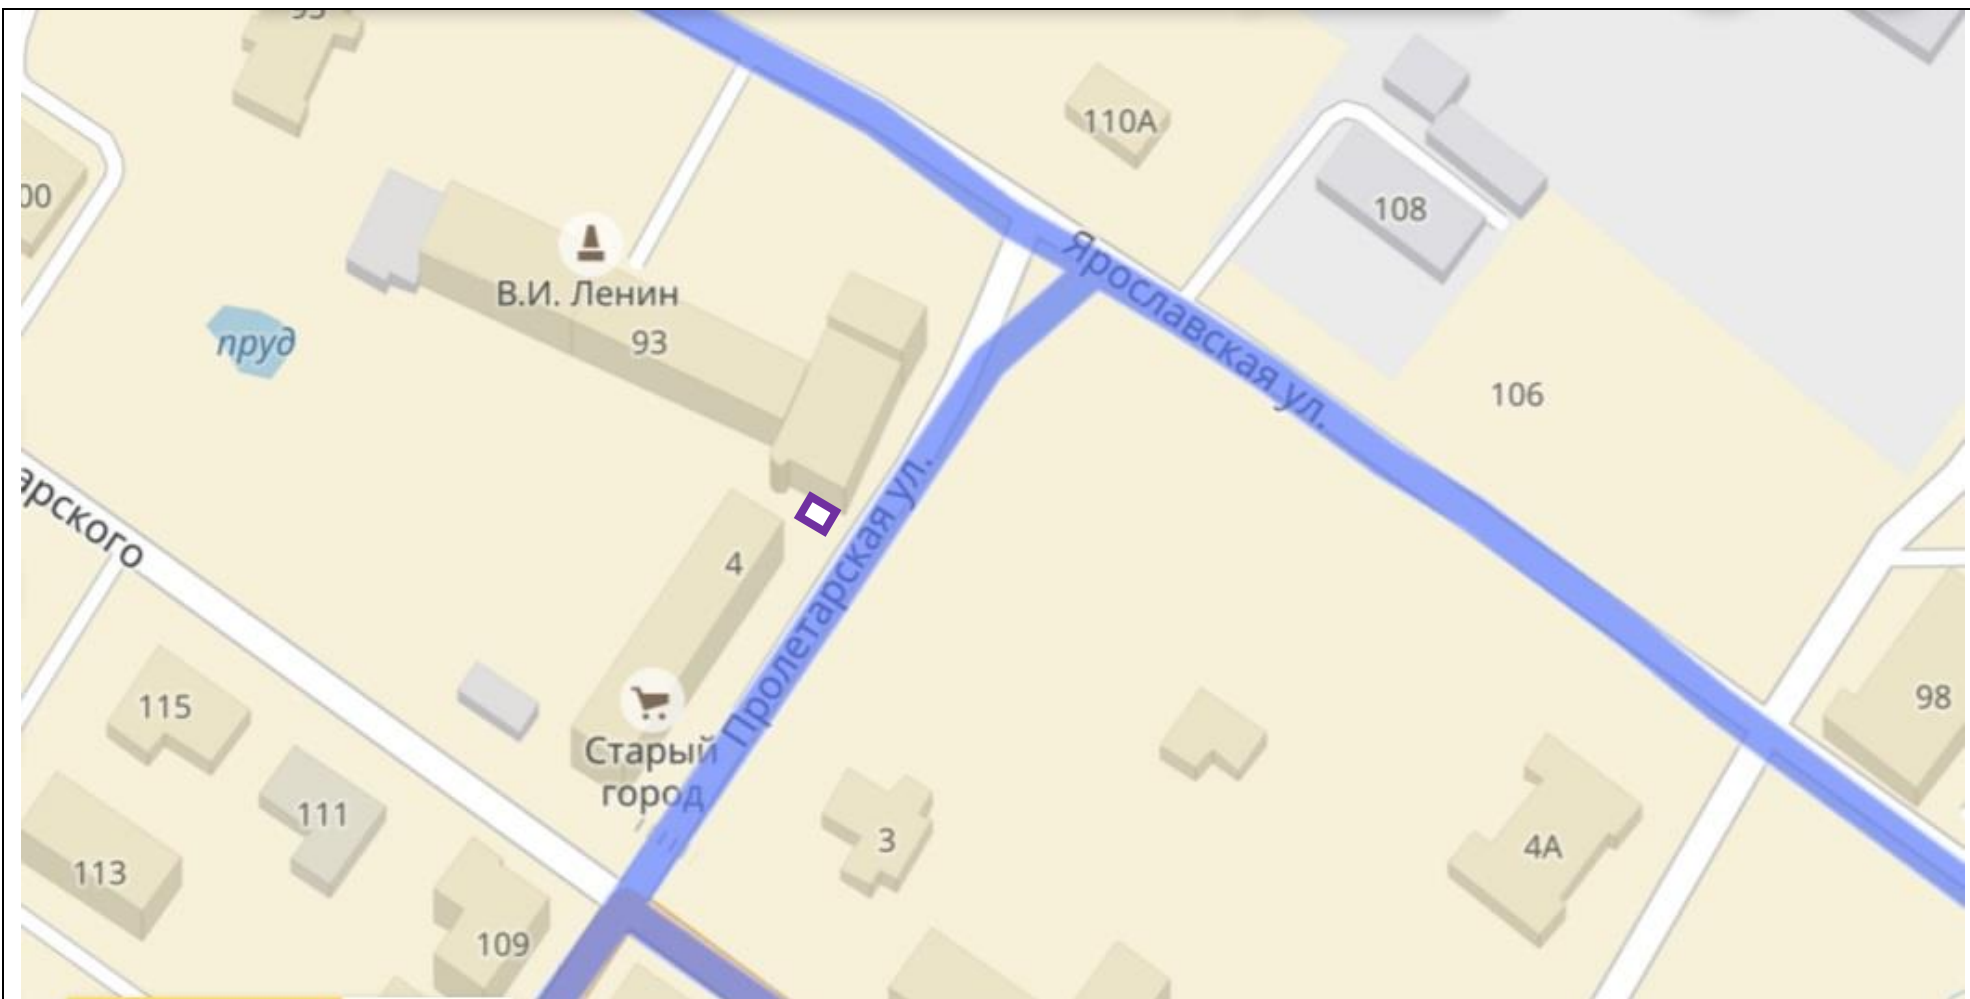 110А
108
00
Ярославская ул.
В.И. Ленин
93
пруд
106
Пролетарская ул.
арского
4
115
Старый
город
98
111
3
4А
113
109